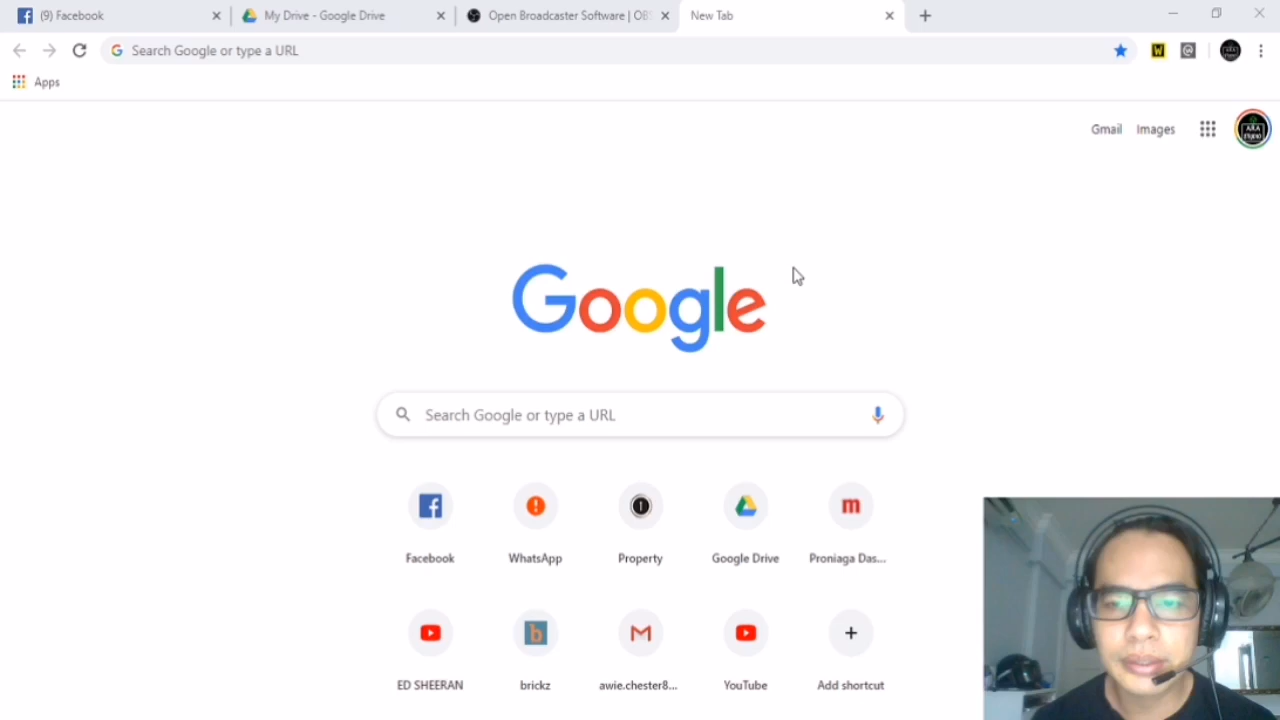 (9) Facebook
My Drive - Google Drive
Open Broadcaster Software | OBS
New Tab
Search Google or type a URL
Apps
Gmail
Images
Google
Search Google or type a URL
Facebook
WhatsApp
Property
Google Drive
Proniaga Das...
ED SHEERAN
brickz
awie.chester8...
YouTube
Add shortcut